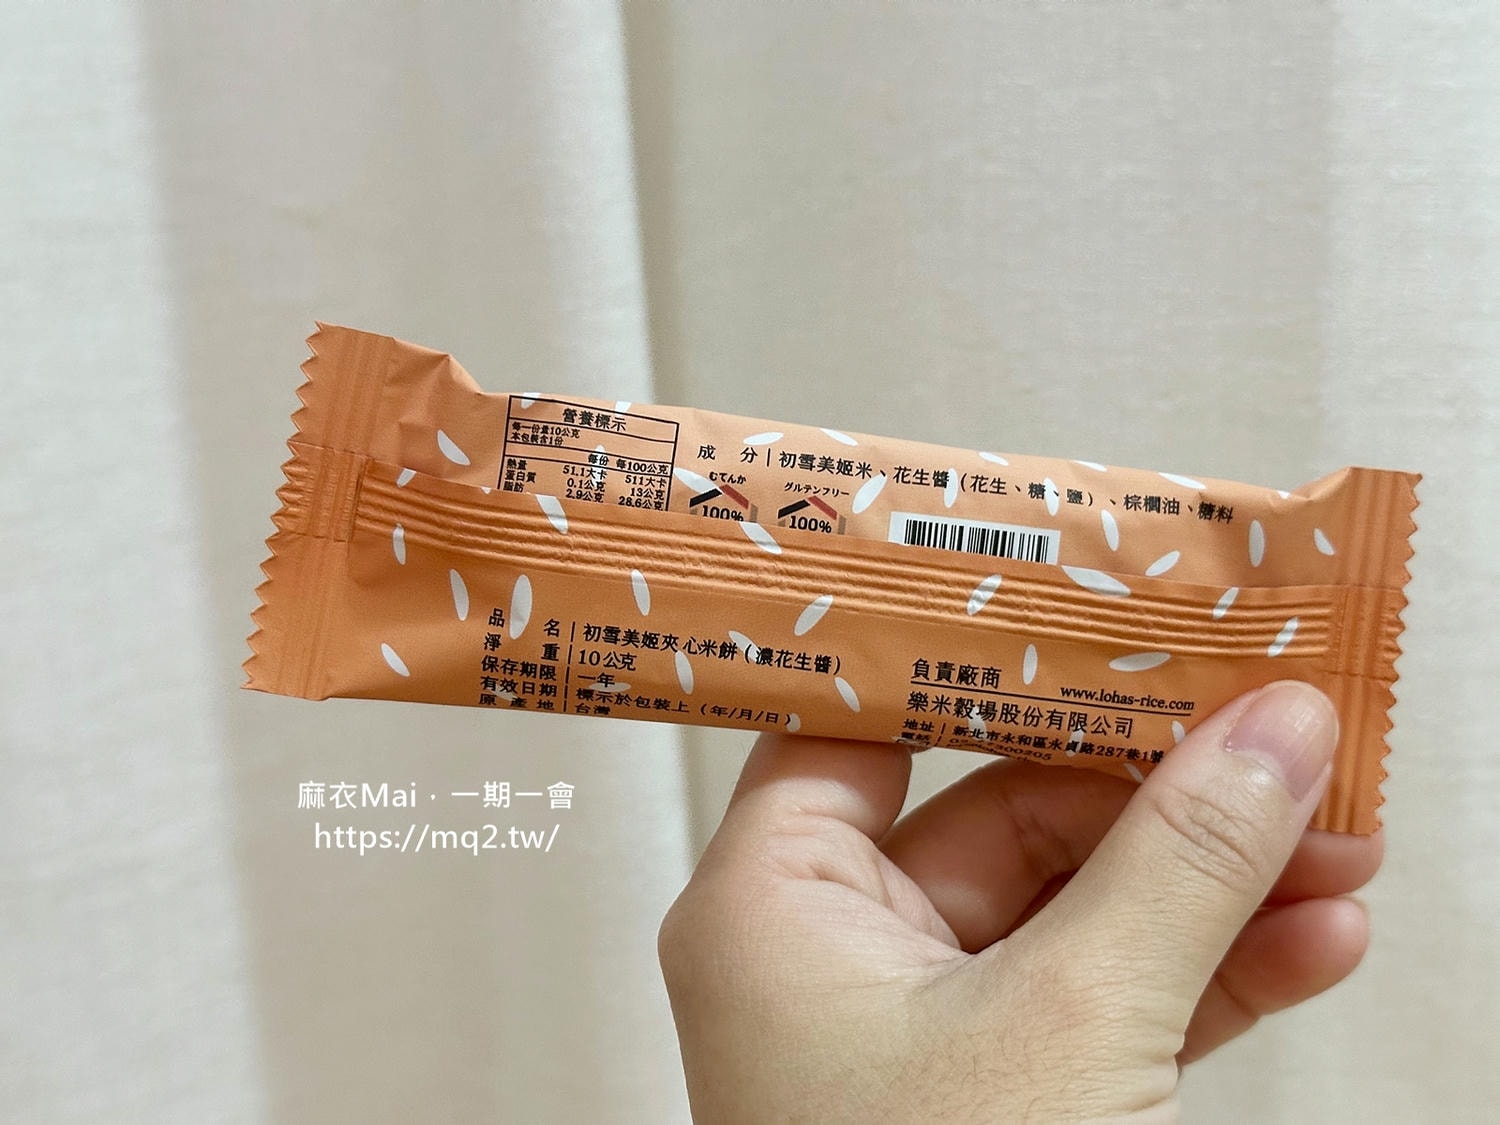 營養標示
每一份量10公克
本包裝含1份
每份 每100公克
熱量 51.1大卡 511大卡
蛋白質 0.1公克 13公克
脂肪 2.9公克 28.6公克
成分｜初雪美姬米、花生醬（花生、糖、鹽）、棕櫚油、糖料
むてんか
100%
グルテンフリー
100%
品名｜初雪美姬夾心米餅（濃花生醬）
淨重｜10公克
保存期限｜一年
有效日期｜標示於包裝上（年/月/日）
原產地｜台灣
負責廠商
www.lohas-rice.com
樂米穀場股份有限公司
地址｜新北市永和區永貞路287巷1號
電話｜
麻衣Mai，一期一會
https://mq2.tw/